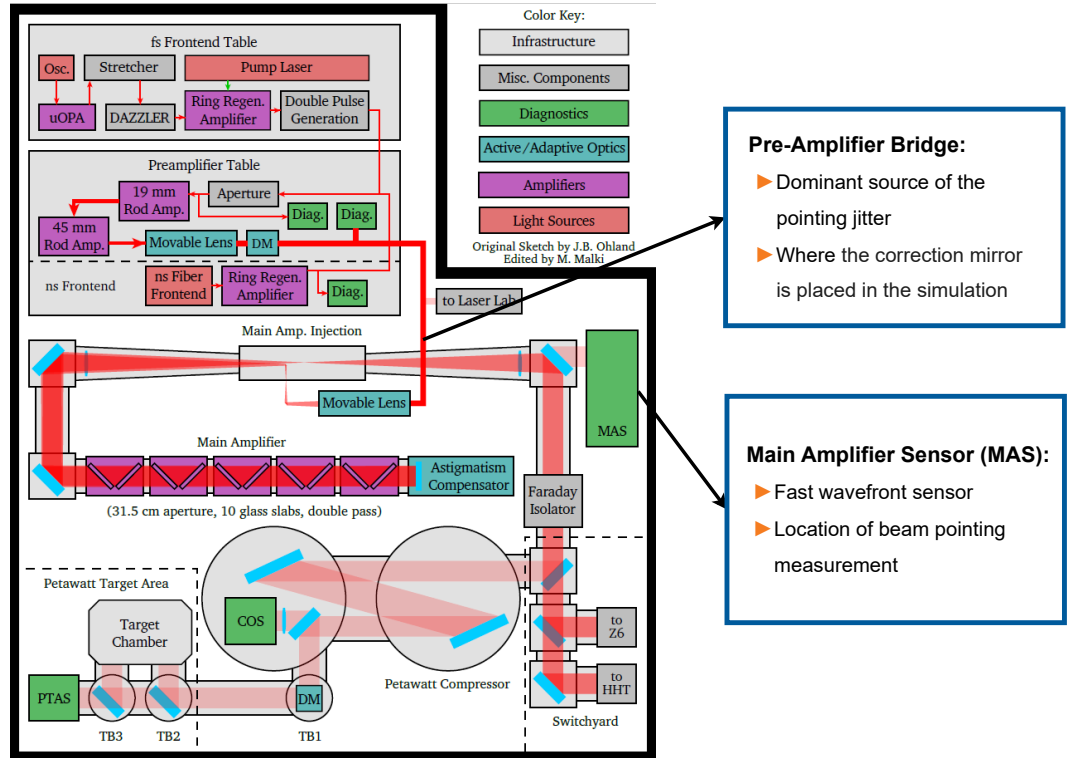 fs Frontend Table
Osc.
Stretcher
Pump Laser
uOPA
DAZZLER
Ring Regen.
Amplifier
Double Pulse
Generation
Preamplifier Table
19 mm
Rod Amp.
Aperture
Diag.
Diag.
45 mm
Rod Amp.
Movable Lens
DM
ns Frontend
ns Fiber
Frontend
Ring Regen.
Amplifier
Diag.
Color Key:
Infrastructure
Misc. Components
Diagnostics
Active/Adaptive Optics
Amplifiers
Light Sources
Original Sketch by J.B. Ohland
Edited by M. Malki
to Laser Lab
Main Amp. Injection
Movable Lens
MAS
Main Amplifier
Astigmatism
Compensator
(31.5 cm aperture, 10 glass slabs, double pass)
Faraday
Isolator
Petawatt Target Area
Target
Chamber
COS
PTAS
DM
TB3
TB2
TB1
Petawatt Compressor
to
Z6
to
HHT
Switchyard
Pre-Amplifier Bridge:
Dominant source of the
pointing jitter
Where the correction mirror
is placed in the simulation
Main Amplifier Sensor (MAS):
Fast wavefront sensor
Location of beam pointing
measurement